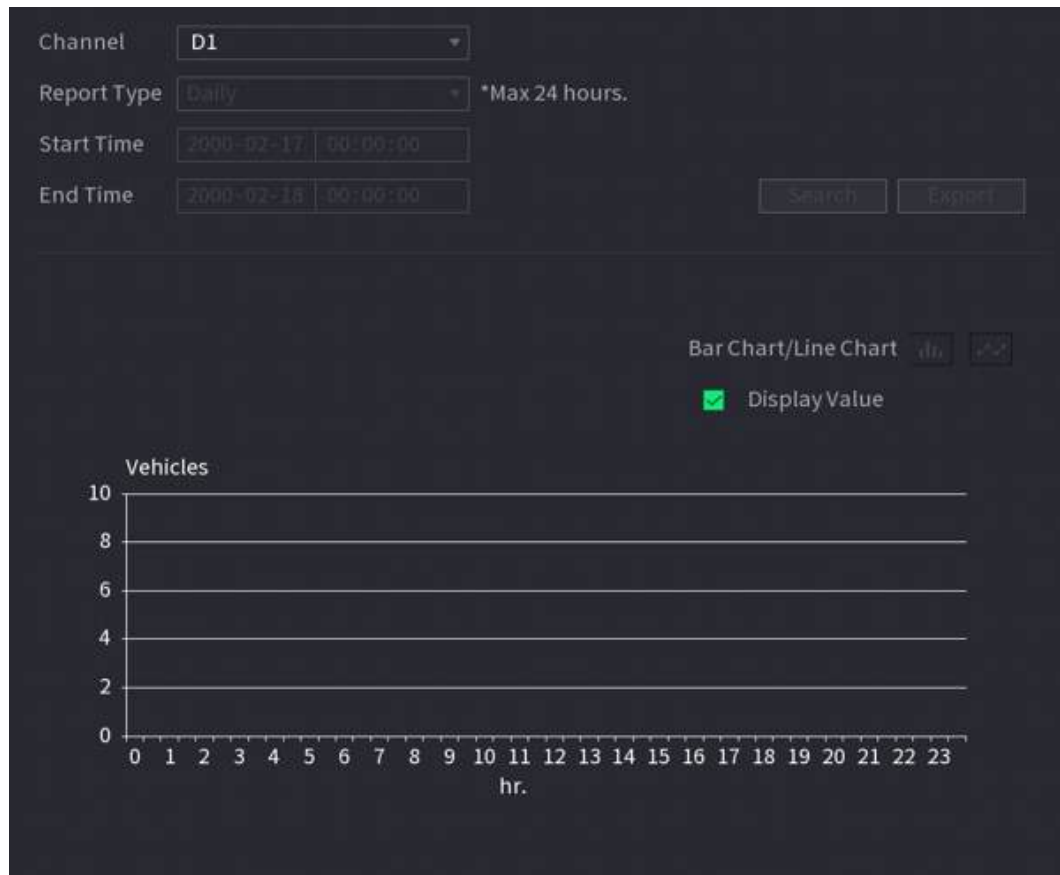 Channel D1
Report Type Daily *Max 24 hours.
Start Time 2000-02-17 00:00:00
End Time 2000-02-18 00:00:00
Search Export
Bar Chart/Line Chart
Display Value
Vehicles
10
8
6
4
2
0
0 1 2 3 4 5 6 7 8 9 10 11 12 13 14 15 16 17 18 19 20 21 22 23
hr.